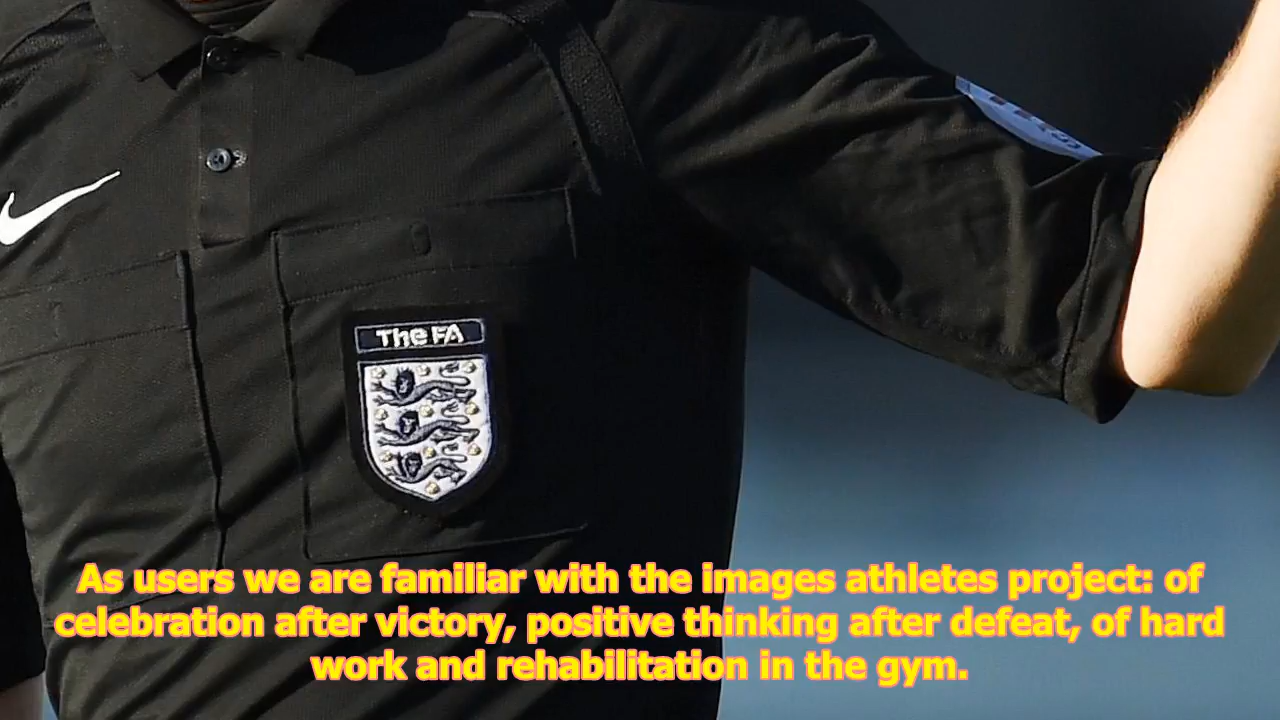 The FA
As users we are familiar with the images athletes project: of
celebration after victory, positive thinking after defeat, of hard
work and rehabilitation in the gym.